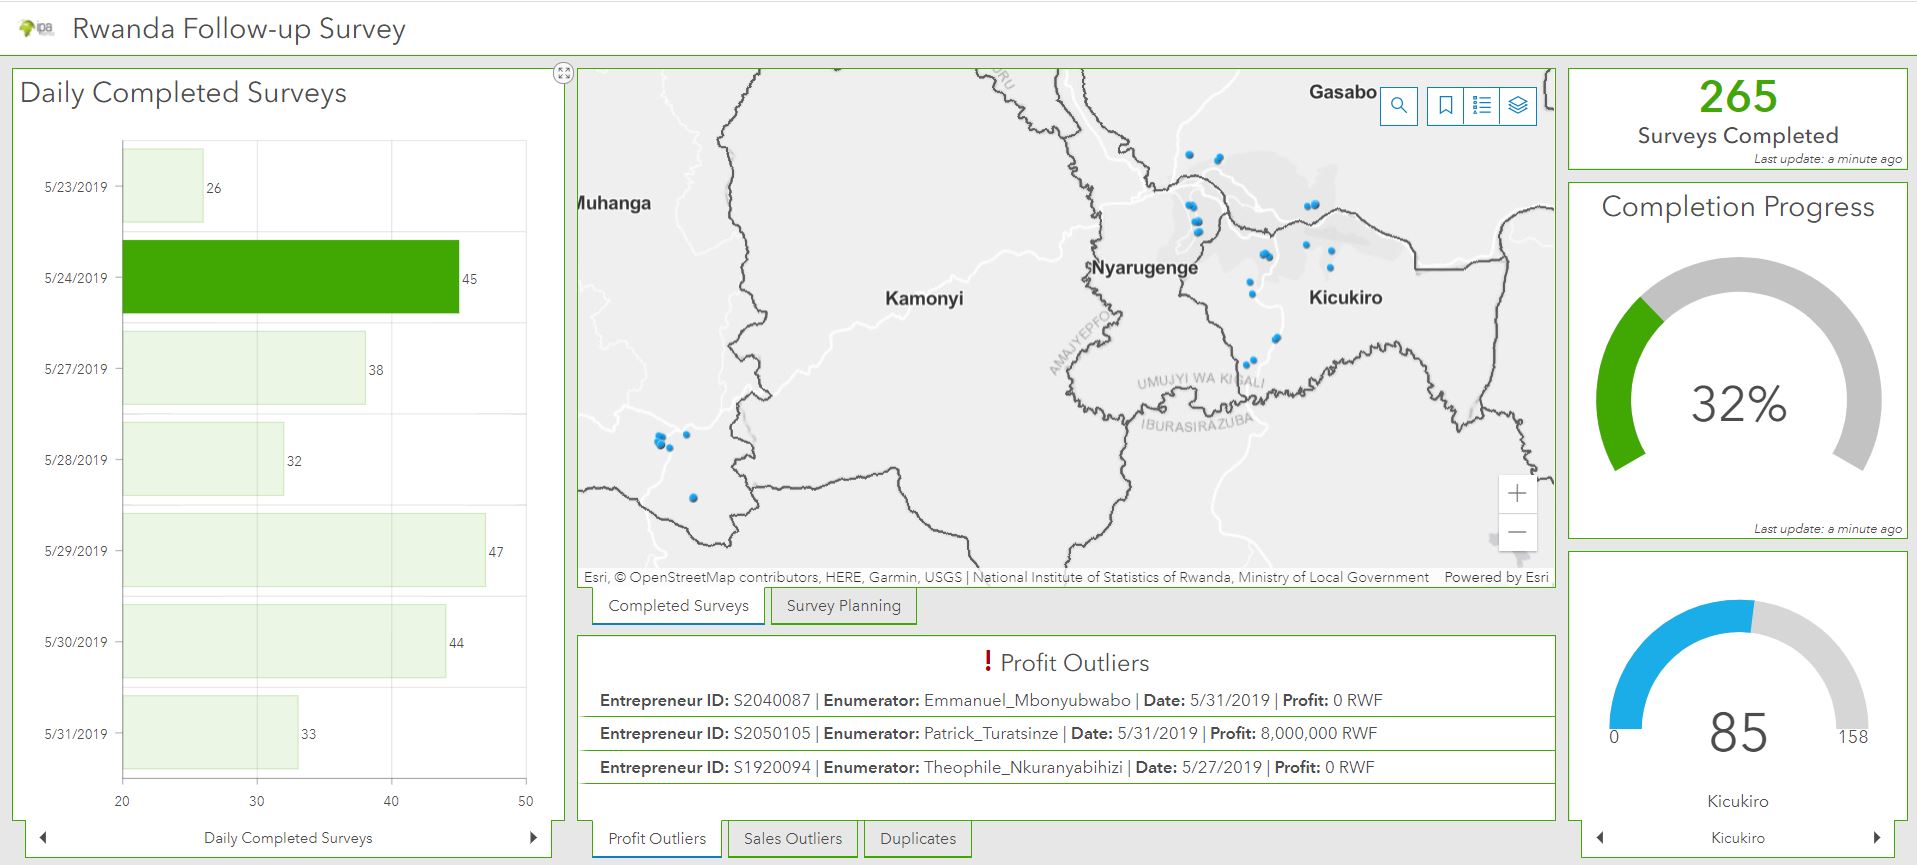 ipa
Rwanda Follow-up Survey
Daily Completed Surveys
5/23/2019
26
5/24/2019
45
5/27/2019
38
5/28/2019
32
5/29/2019
47
5/30/2019
44
5/31/2019
33
20 30 40 50
Daily Completed Surveys
Gasabo
Muhanga
Nyarugenge
Kamonyi
Kicukiro
UMUJYI WA KIGALI
IBURASIRAZUBA
Esri, © OpenStreetMap contributors, HERE, Garmin, USGS | National Institute of Statistics of Rwanda, Ministry of Local Government Powered by Esri
Completed Surveys
Survey Planning
! Profit Outliers
Entrepreneur ID: S2040087 | Enumerator: Emmanuel_Mbonyubwabo | Date: 5/31/2019 | Profit: 0 RWF
Entrepreneur ID: S2050105 | Enumerator: Patrick_Turatsinze | Date: 5/31/2019 | Profit: 8,000,000 RWF
Entrepreneur ID: S1920094 | Enumerator: Theophile_Nkuranyabihizi | Date: 5/27/2019 | Profit: 0 RWF
Profit Outliers
Sales Outliers
Duplicates
265
Surveys Completed
Last update: a minute ago
Completion Progress
32%
Last update: a minute ago
85
0
158
Kicukiro
Kicukiro